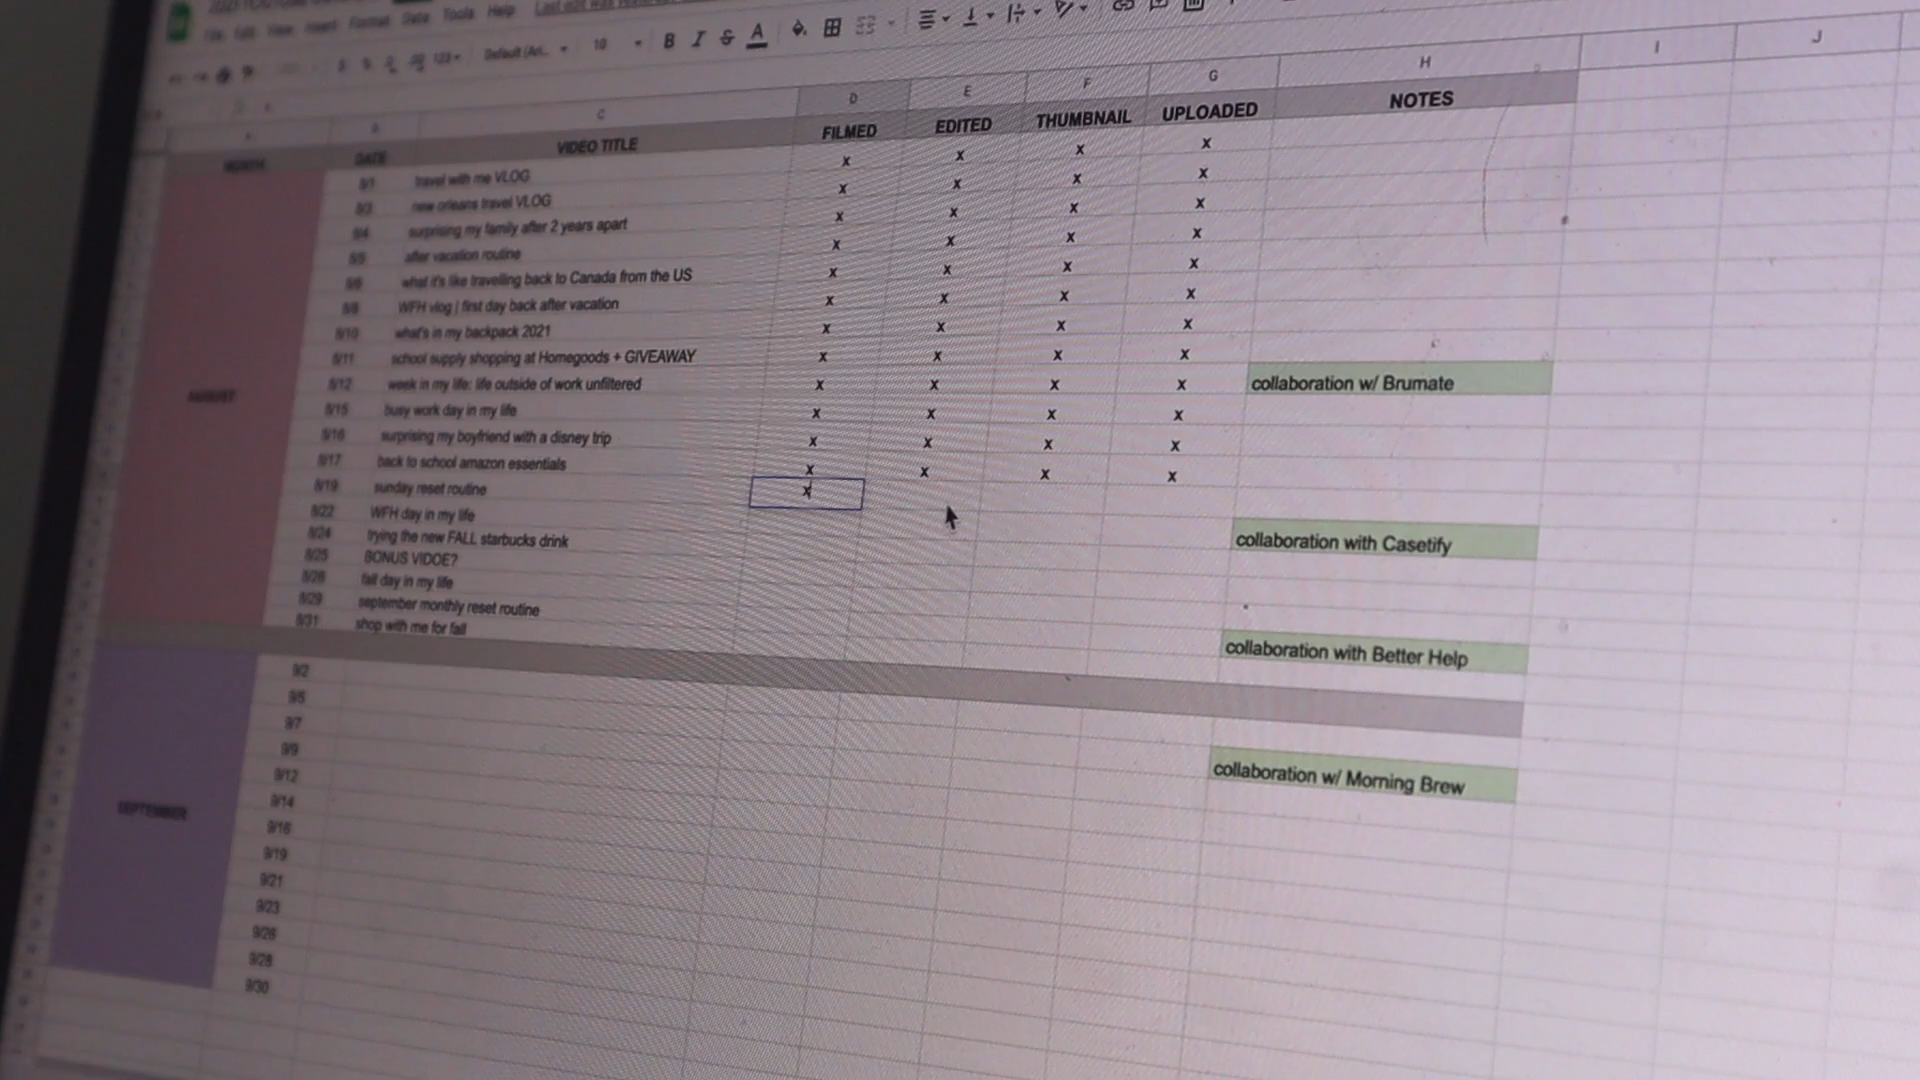 File Edit View Insert Format Data Tools Help
123 Default (Ari... 10 B I S A
C D E F G H I J
MONTH DATE VIDEO TITLE FILMED EDITED THUMBNAIL UPLOADED NOTES
AUGUST
8/1 travel with me VLOG x x x x
8/3 new orleans travel VLOG x x x x
8/4 surprising my family after 2 years apart x x x x
8/5 after vacation routine x x x x
8/6 what it's like travelling back to Canada from the US x x x x
8/8 WFH vlog | first day back after vacation x x x x
8/10 what's in my backpack 2021 x x x x
8/11 school supply shopping at Homegoods + GIVEAWAY x x x x
8/12 week in my life: life outside of work unfiltered x x x x collaboration w/ Brumate
8/15 busy work day in my life x x x x
8/16 surprising my boyfriend with a disney trip x x x x
8/17 back to school amazon essentials x x x x
8/19 sunday reset routine x
8/22 WFH day in my life
8/24 trying the new FALL starbucks drink collaboration with Casetify
8/25 BONUS VIDOE?
8/26 fall day in my life
8/29 september monthly reset routine
8/31 shop with me for fall collaboration with Better Help
SEPTEMBER
9/2
9/5
9/7 collaboration w/ Morning Brew
9/9
9/12
9/14
9/16
9/19
9/21
9/23
9/26
9/28
9/30